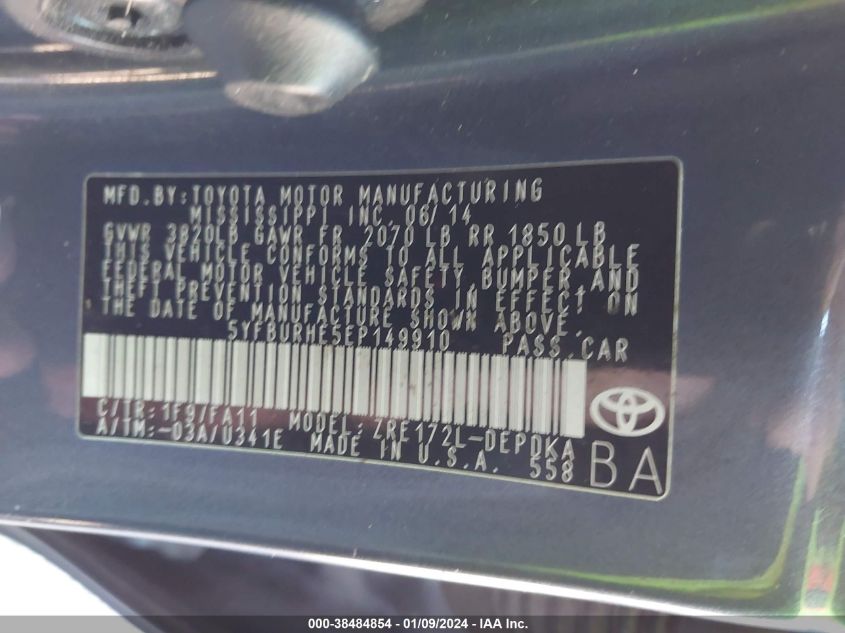 MFD.BY:TOYOTA MOTOR MANUFACTURING
MISSISSIPPI INC. 06/14
GVWR 3820LB GAWR FR 2070 LB RR 1850 LB
THIS VEHICLE CONFORMS TO ALL APPLICABLE
FEDERAL MOTOR VEHICLE SAFETY,BUMPER,AND
THEFT PREVENTION STANDARDS IN EFFECT ON
THE DATE OF MANUFACTURE SHOWN ABOVE.
5YFBURHE5EP149910 PASS.CAR
C/TR:1F9/FA11 MODEL:ZRE172L-DEPDKA
A/TM:-03A/U341E MADE IN U.S.A. 558
BA
000-38484854 - 01/09/2024 - IAA Inc.